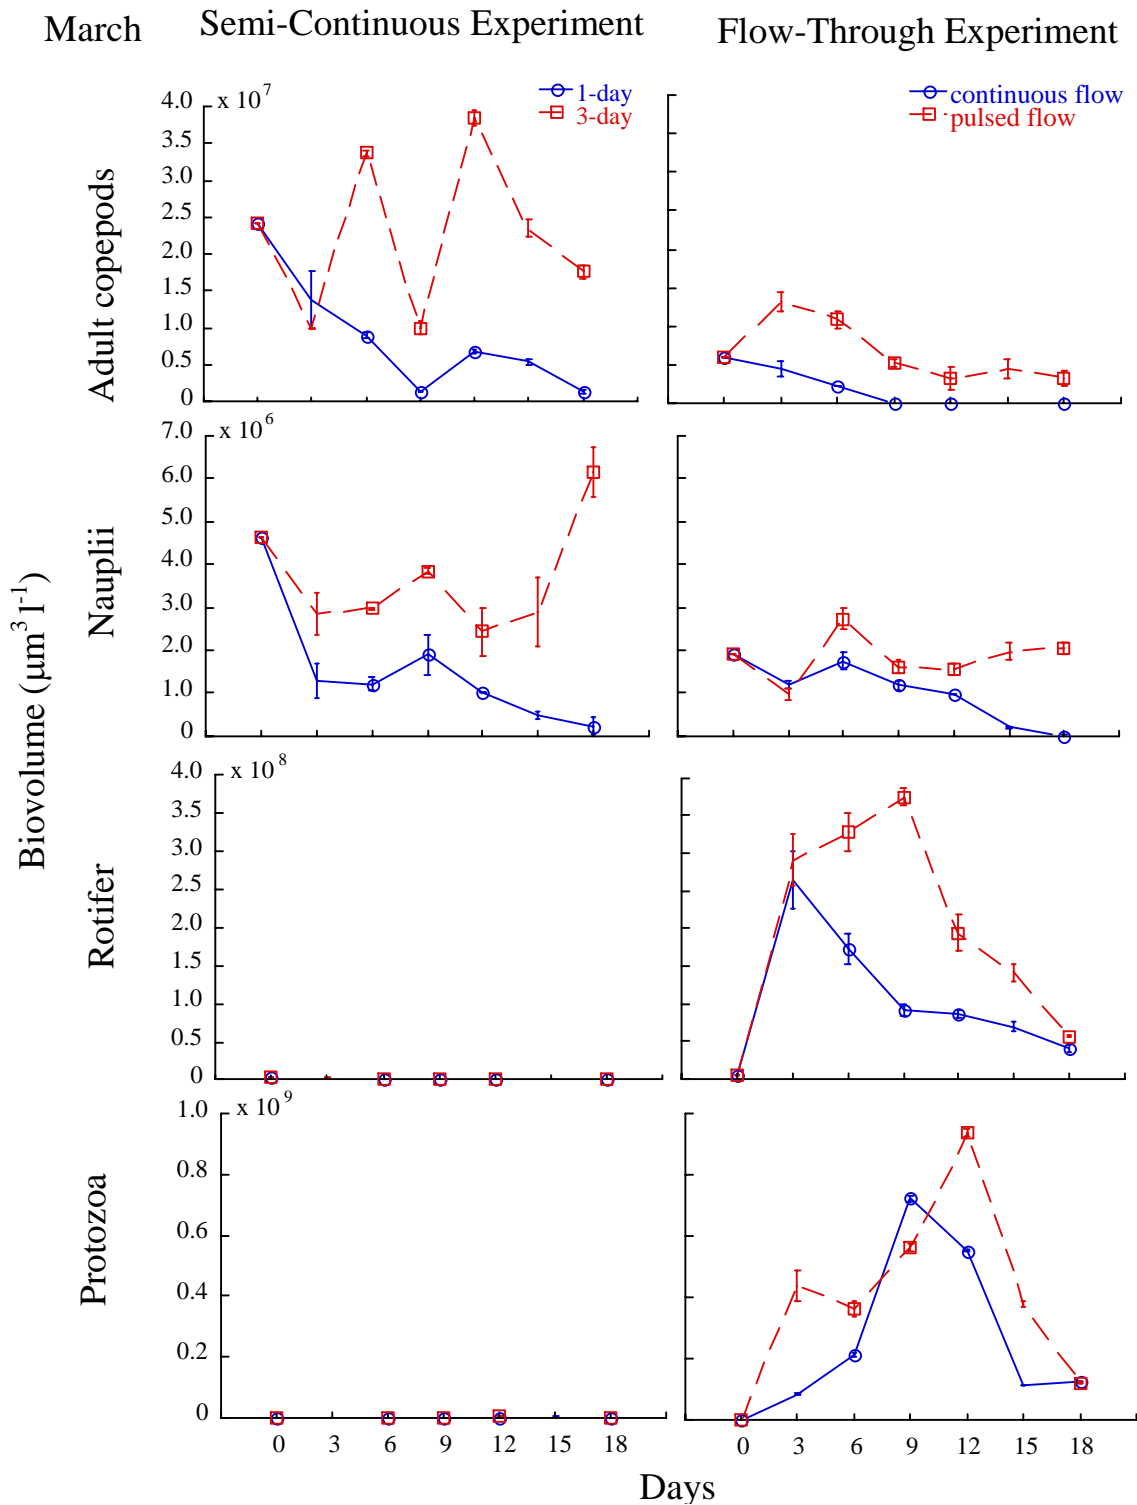 March
Semi-Continuous Experiment
Flow-Through Experiment
x 10^7
1-day
3-day
continuous flow
pulsed flow
4.0
3.5
3.0
2.5
2.0
1.5
1.0
0.5
0
Adult copepods
x 10^6
7.0
6.0
5.0
4.0
3.0
2.0
1.0
0
Nauplii
Biovolume (µm³ l⁻¹)
x 10^8
4.0
3.5
3.0
2.5
2.0
1.5
1.0
0.5
0
Rotifer
x 10^9
1.0
0.8
0.6
0.4
0.2
0
Protozoa
0 3 6 9 12 15 18
0 3 6 9 12 15 18
Days